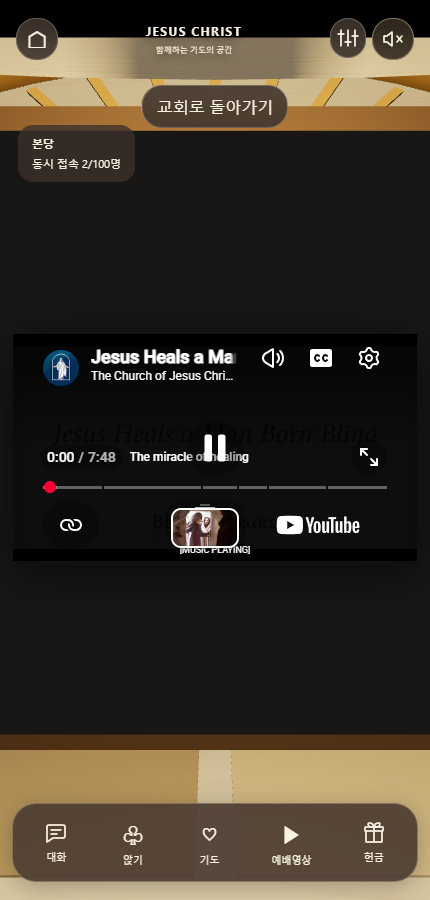 JESUS CHRIST
함께하는 기도의 공간
교회로 돌아가기
본당
동시 접속 2/100명
Jesus Heals a Ma
The Church of Jesus Chri...
CC
Jesus Heals a Man Born Blind
0:00 / 7:48
The miracle of healing
YouTube
[MUSIC PLAYING]
대화
앉기
기도
예배영상
헌금